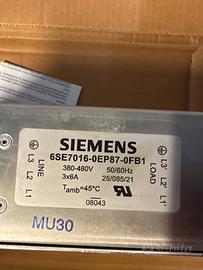 SIEMENS
6SE7016-0EP87-0FB1
380-480V 50/60Hz
3x6A 25/085/21
Tamb=45°C
08043
LINE
L3 L2 L1
LOAD
L3' L2' L1'
MU30